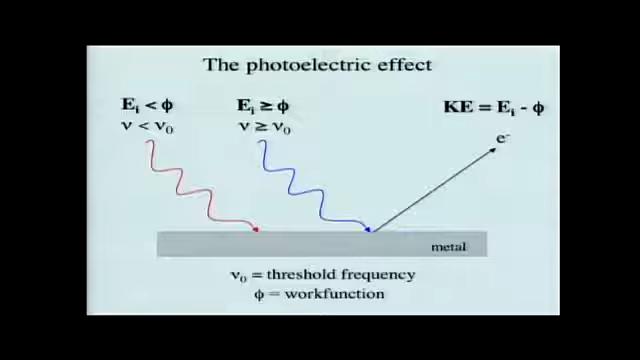 The photoelectric effect
Eᵢ < ϕ
ν < ν₀
Eᵢ ≥ ϕ
ν ≥ ν₀
KE = Eᵢ - ϕ
e⁻
metal
ν₀ = threshold frequency
ϕ = workfunction